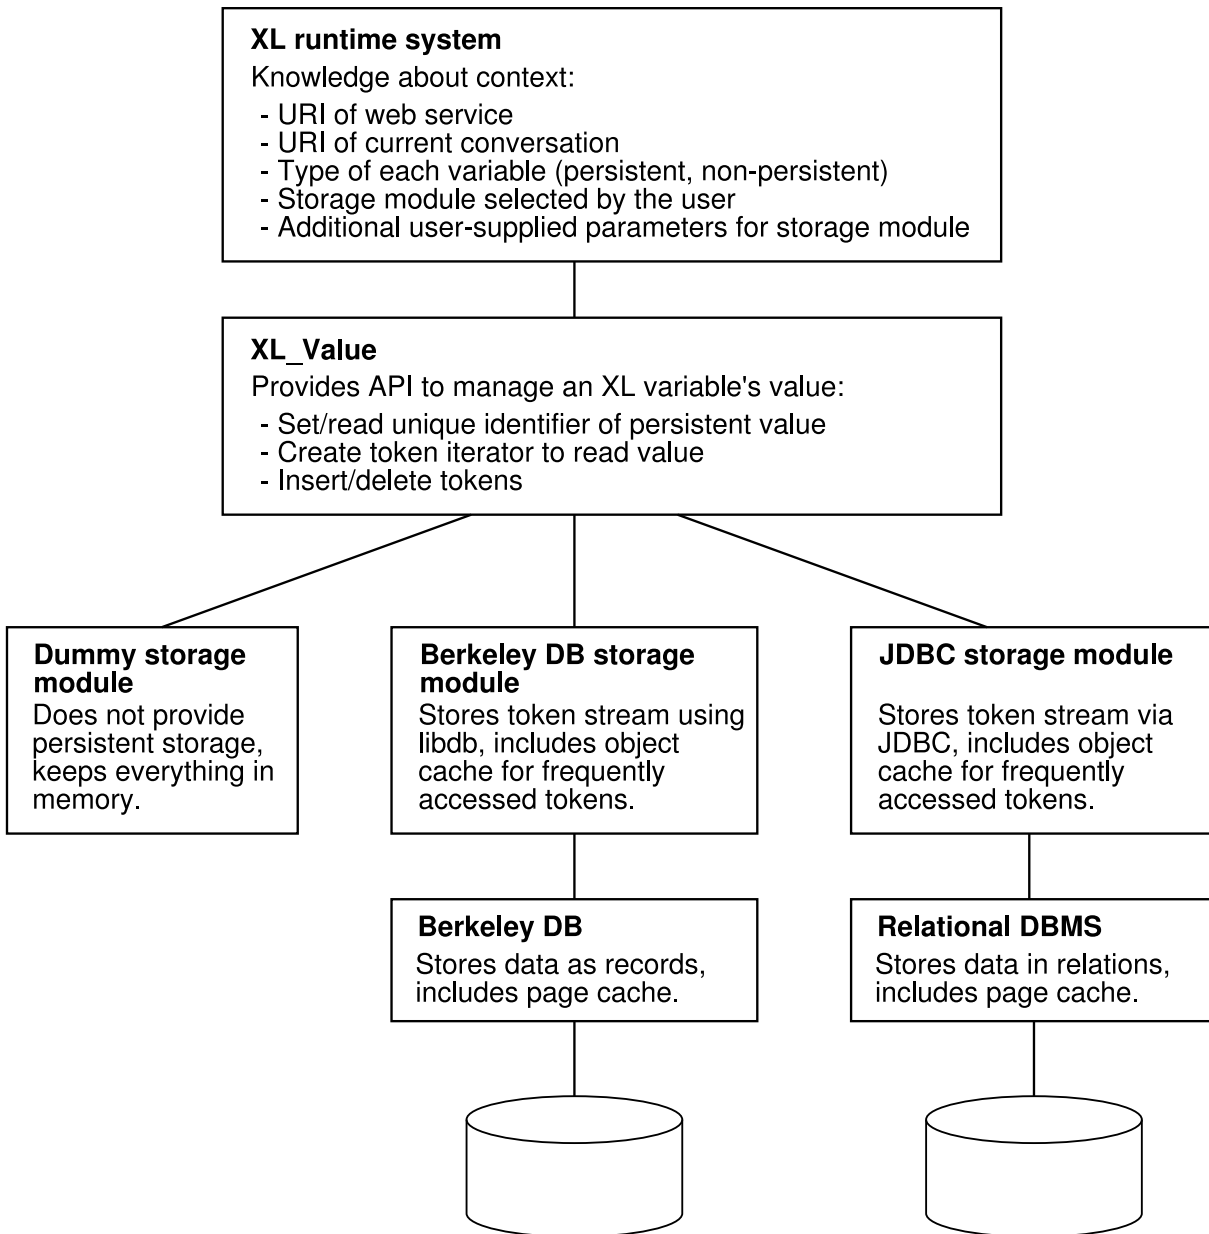 XL runtime system
Knowledge about context:
- URI of web service
- URI of current conversation
- Type of each variable (persistent, non-persistent)
- Storage module selected by the user
- Additional user-supplied parameters for storage module
XL_Value
Provides API to manage an XL variable's value:
- Set/read unique identifier of persistent value
- Create token iterator to read value
- Insert/delete tokens
Dummy storage
module
Does not provide
persistent storage,
keeps everything in
memory.
Berkeley DB storage
module
Stores token stream using
libdb, includes object
cache for frequently
accessed tokens.
JDBC storage module
Stores token stream via
JDBC, includes object
cache for frequently
accessed tokens.
Berkeley DB
Stores data as records,
includes page cache.
Relational DBMS
Stores data in relations,
includes page cache.